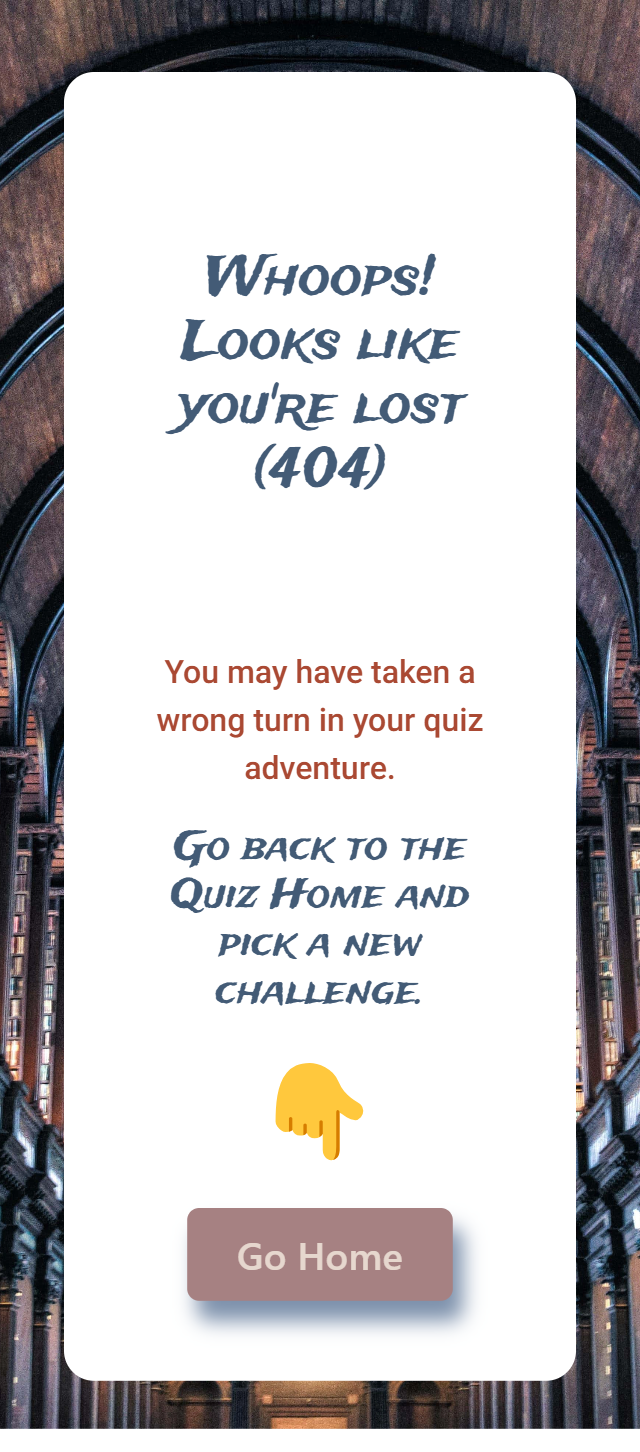 Whoops!
Looks like
you're lost
(404)
You may have taken a
wrong turn in your quiz
adventure.
Go back to the
Quiz Home and
pick a new
challenge.
Go Home